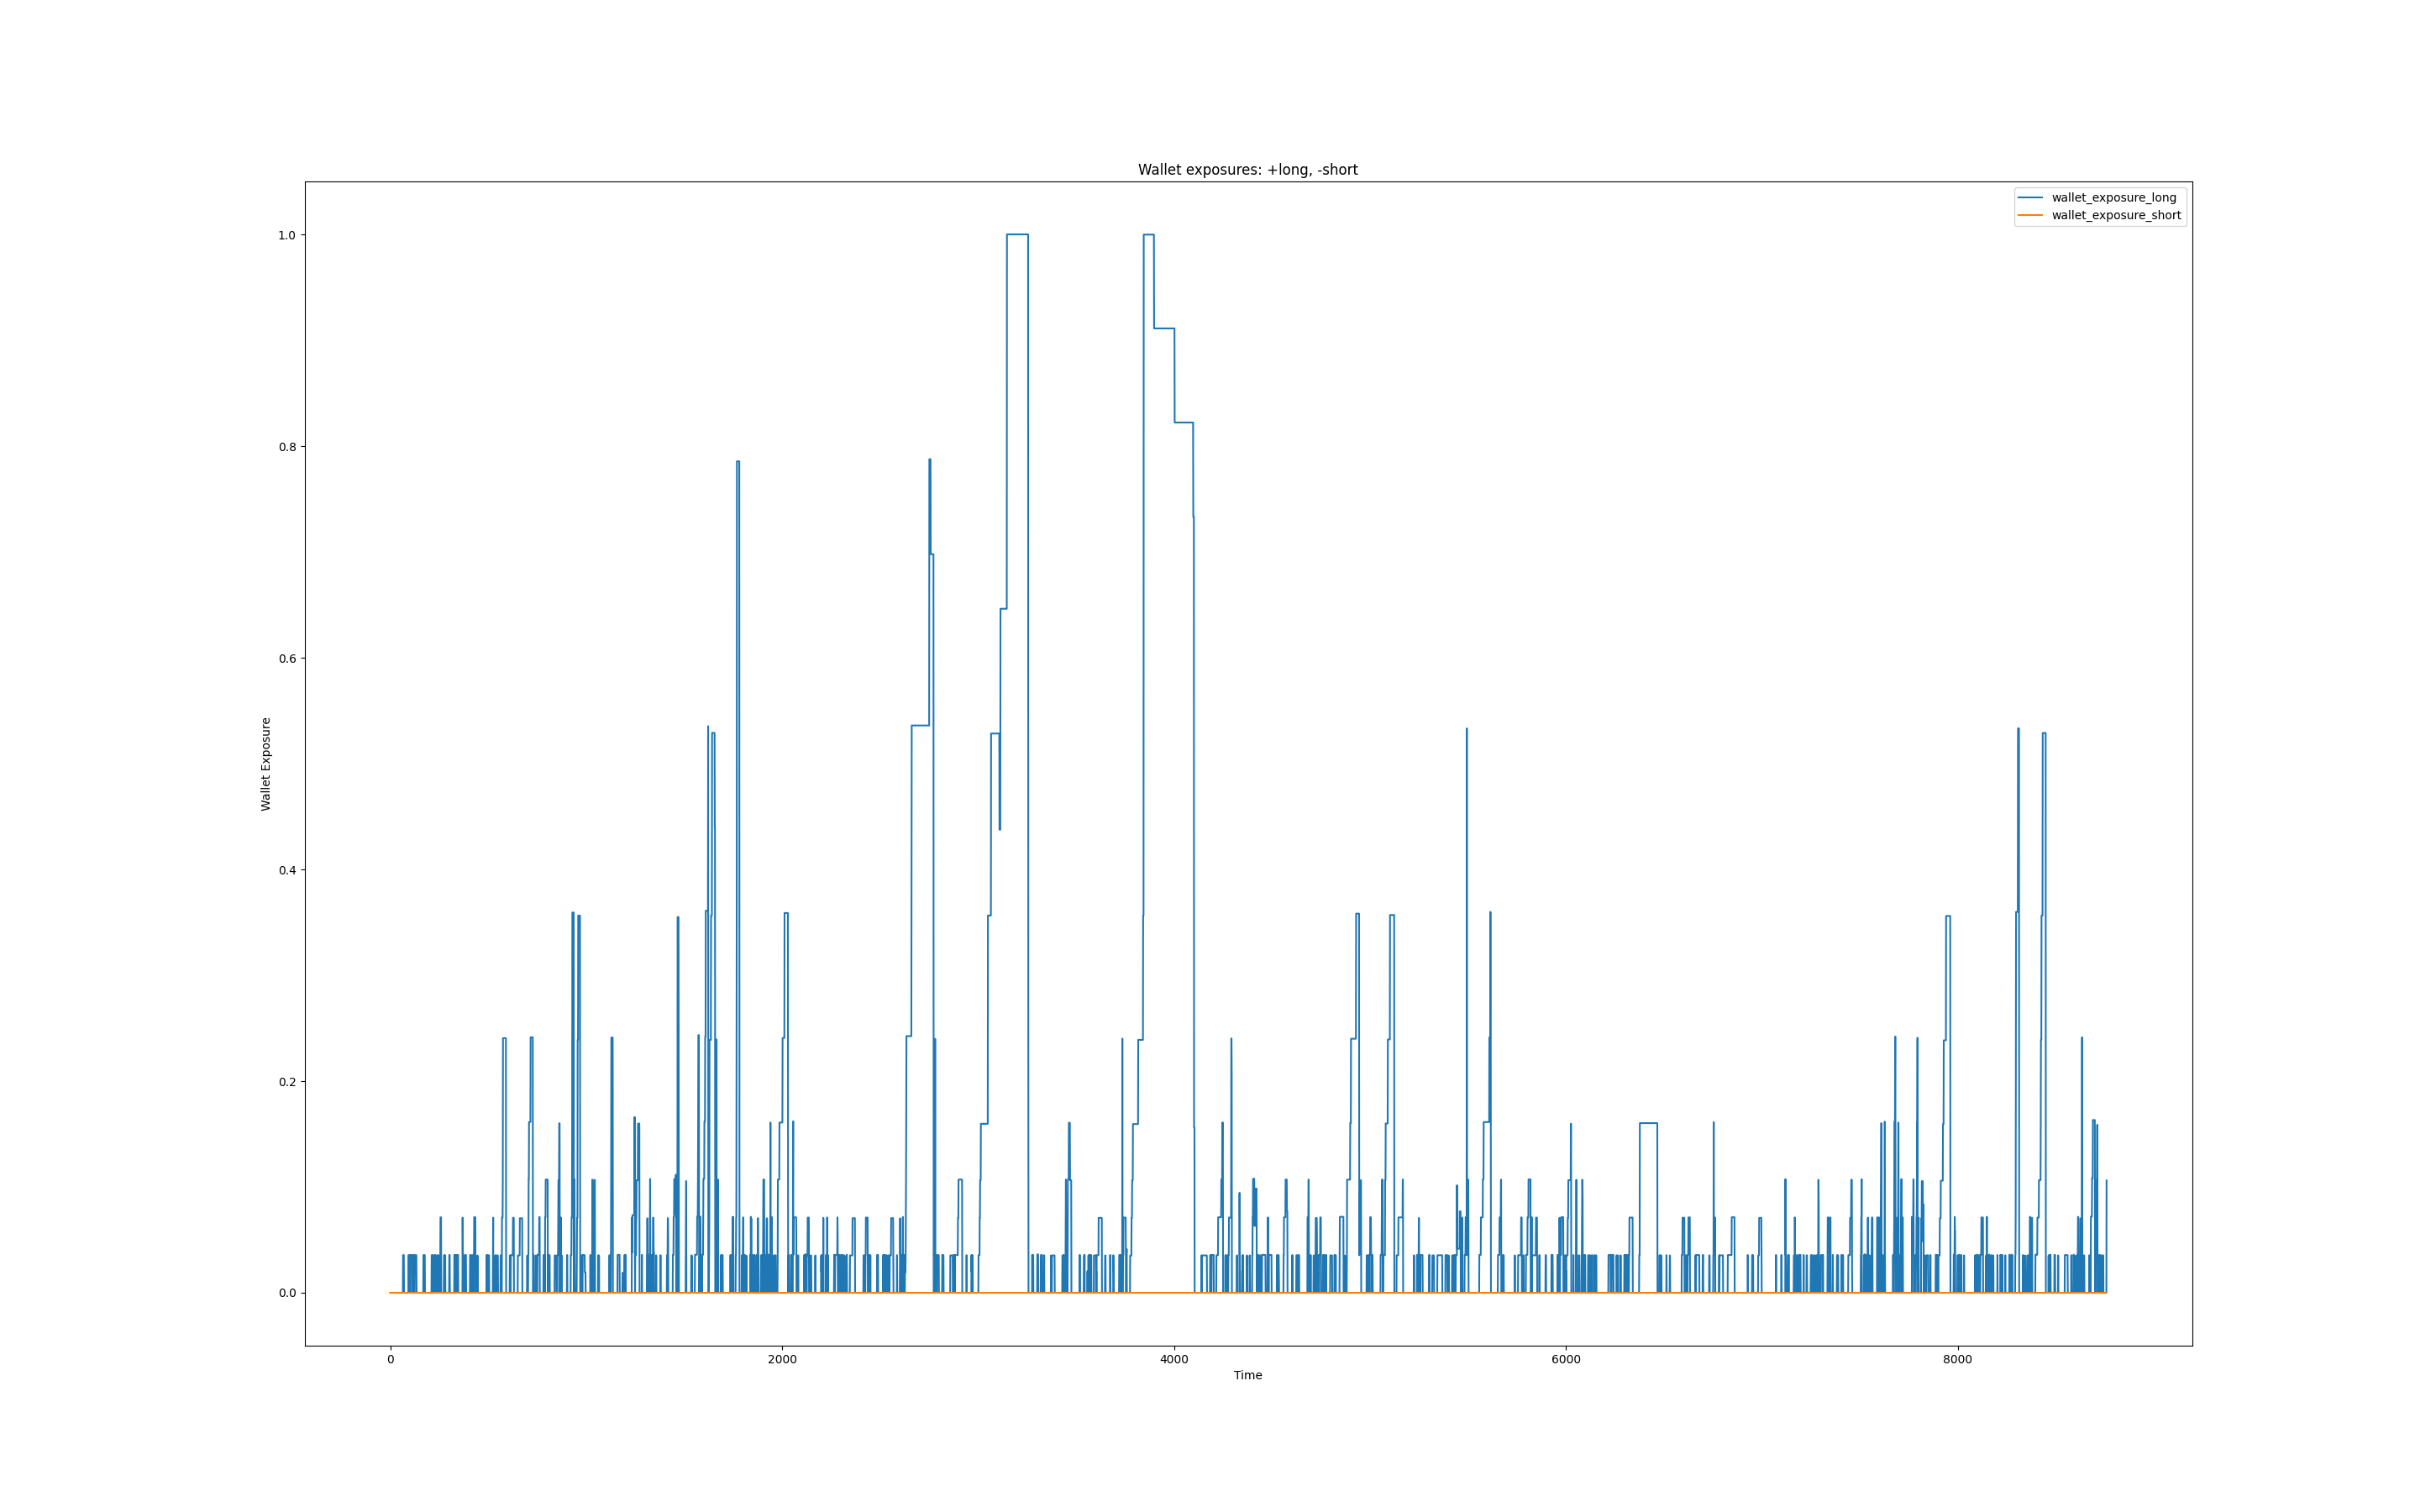 Wallet exposures: +long, -short
wallet_exposure_long
wallet_exposure_short
1.0
0.8
0.6
0.4
0.2
0.0
Wallet Exposure
0 2000 4000 6000 8000
Time